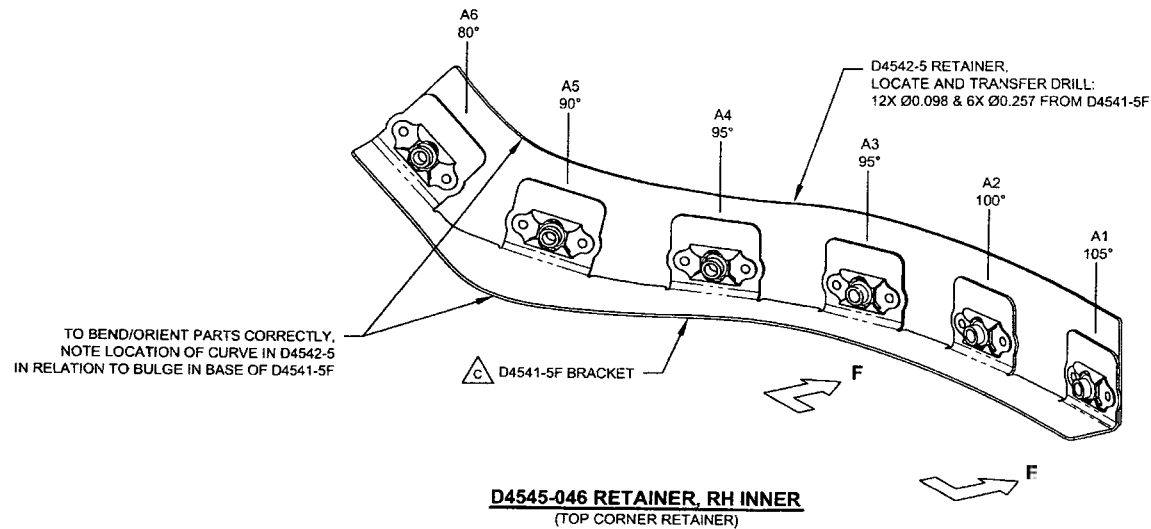 A6
80°
D4542-5 RETAINER,
LOCATE AND TRANSFER DRILL:
12X Ø0.098 & 6X Ø0.257 FROM D4541-5F
A5
90°
A4
95°
A3
95°
A2
100°
A1
105°
TO BEND/ORIENT PARTS CORRECTLY,
NOTE LOCATION OF CURVE IN D4542-5
IN RELATION TO BULGE IN BASE OF D4541-5F
C D4541-5F BRACKET
F
E
D4545-046 RETAINER, RH INNER
(TOP CORNER RETAINER)